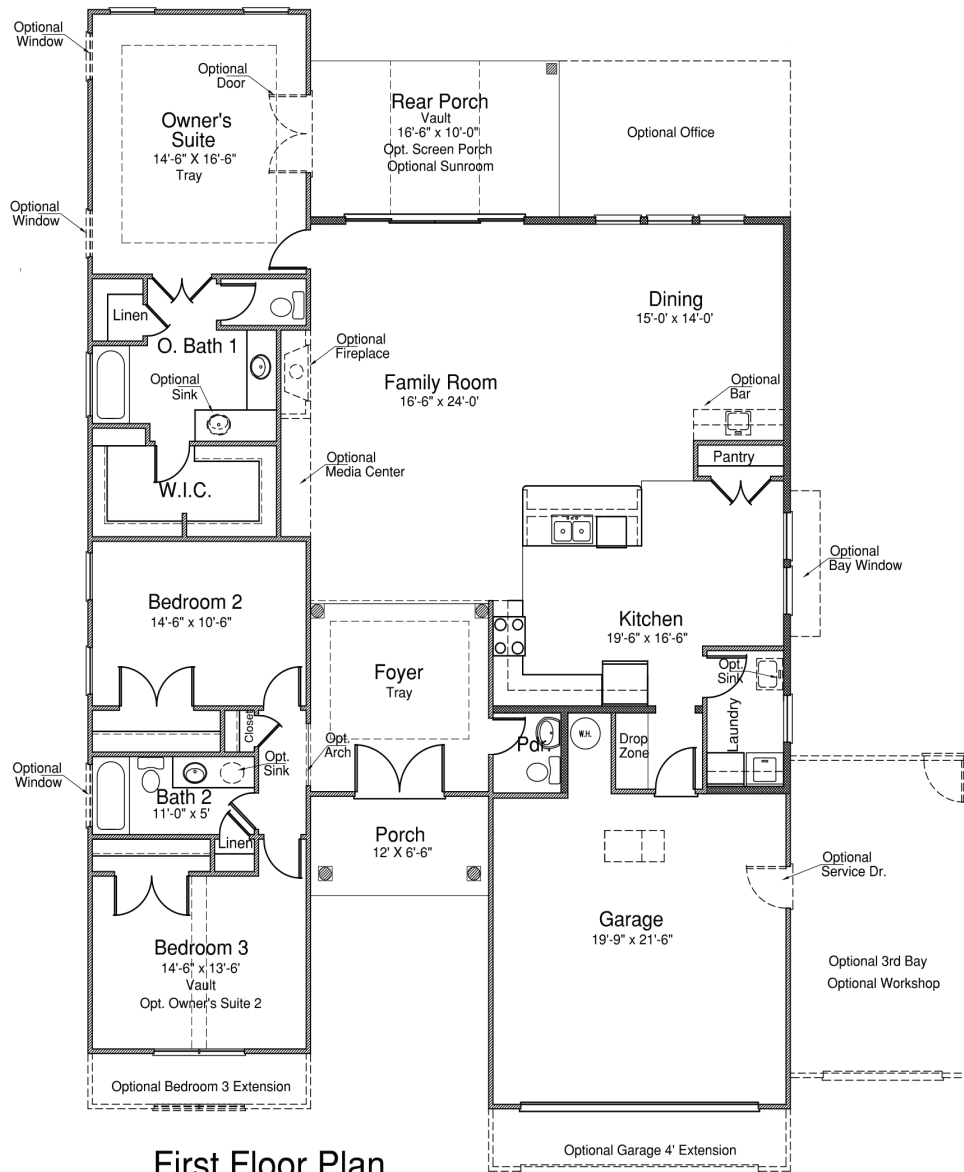 Optional
Window
Optional
Door
Owner's
Suite
14'-6" X 16'-6"
Tray
Rear Porch
Vault
16'-6" x 10'-0"
Opt. Screen Porch
Optional Sunroom
Optional Office
Optional
Window
Linen
O. Bath 1
Optional
Sink
Optional
Fireplace
Family Room
16'-6" x 24'-0'
Dining
15'-0' x 14'-0'
Optional
Bar
Pantry
Optional
Media Center
W.I.C.
Optional
Bay Window
Bedroom 2
14'-6" x 10'-6"
Kitchen
19'-6" x 16'-6"
Foyer
Tray
Opt.
Sink
Laundry
Closet
Opt.
Arch
Pdr.
W.H.
Drop
Zone
Optional
Window
Opt.
Sink
Bath 2
11'-0" x 5'
Linen
Porch
12' X 6'-6"
Optional
Service Dr.
Garage
19'-9" x 21'-6"
Bedroom 3
14'-6" x 13'-6'
Vault
Opt. Owner's Suite 2
Optional 3rd Bay
Optional Workshop
Optional Bedroom 3 Extension
Optional Garage 4' Extension
First Floor Plan